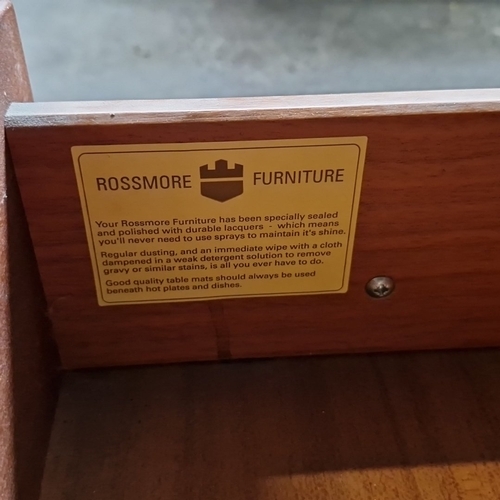 ROSSMORE FURNITURE
Your Rossmore Furniture has been specially sealed
and polished with durable lacquers - which means
you'll never need to use sprays to maintain it's shine.
Regular dusting, and an immediate wipe with a cloth
dampened in a weak detergent solution to remove
gravy or similar stains, is all you ever have to do.
Good quality table mats should always be used
beneath hot plates and dishes.